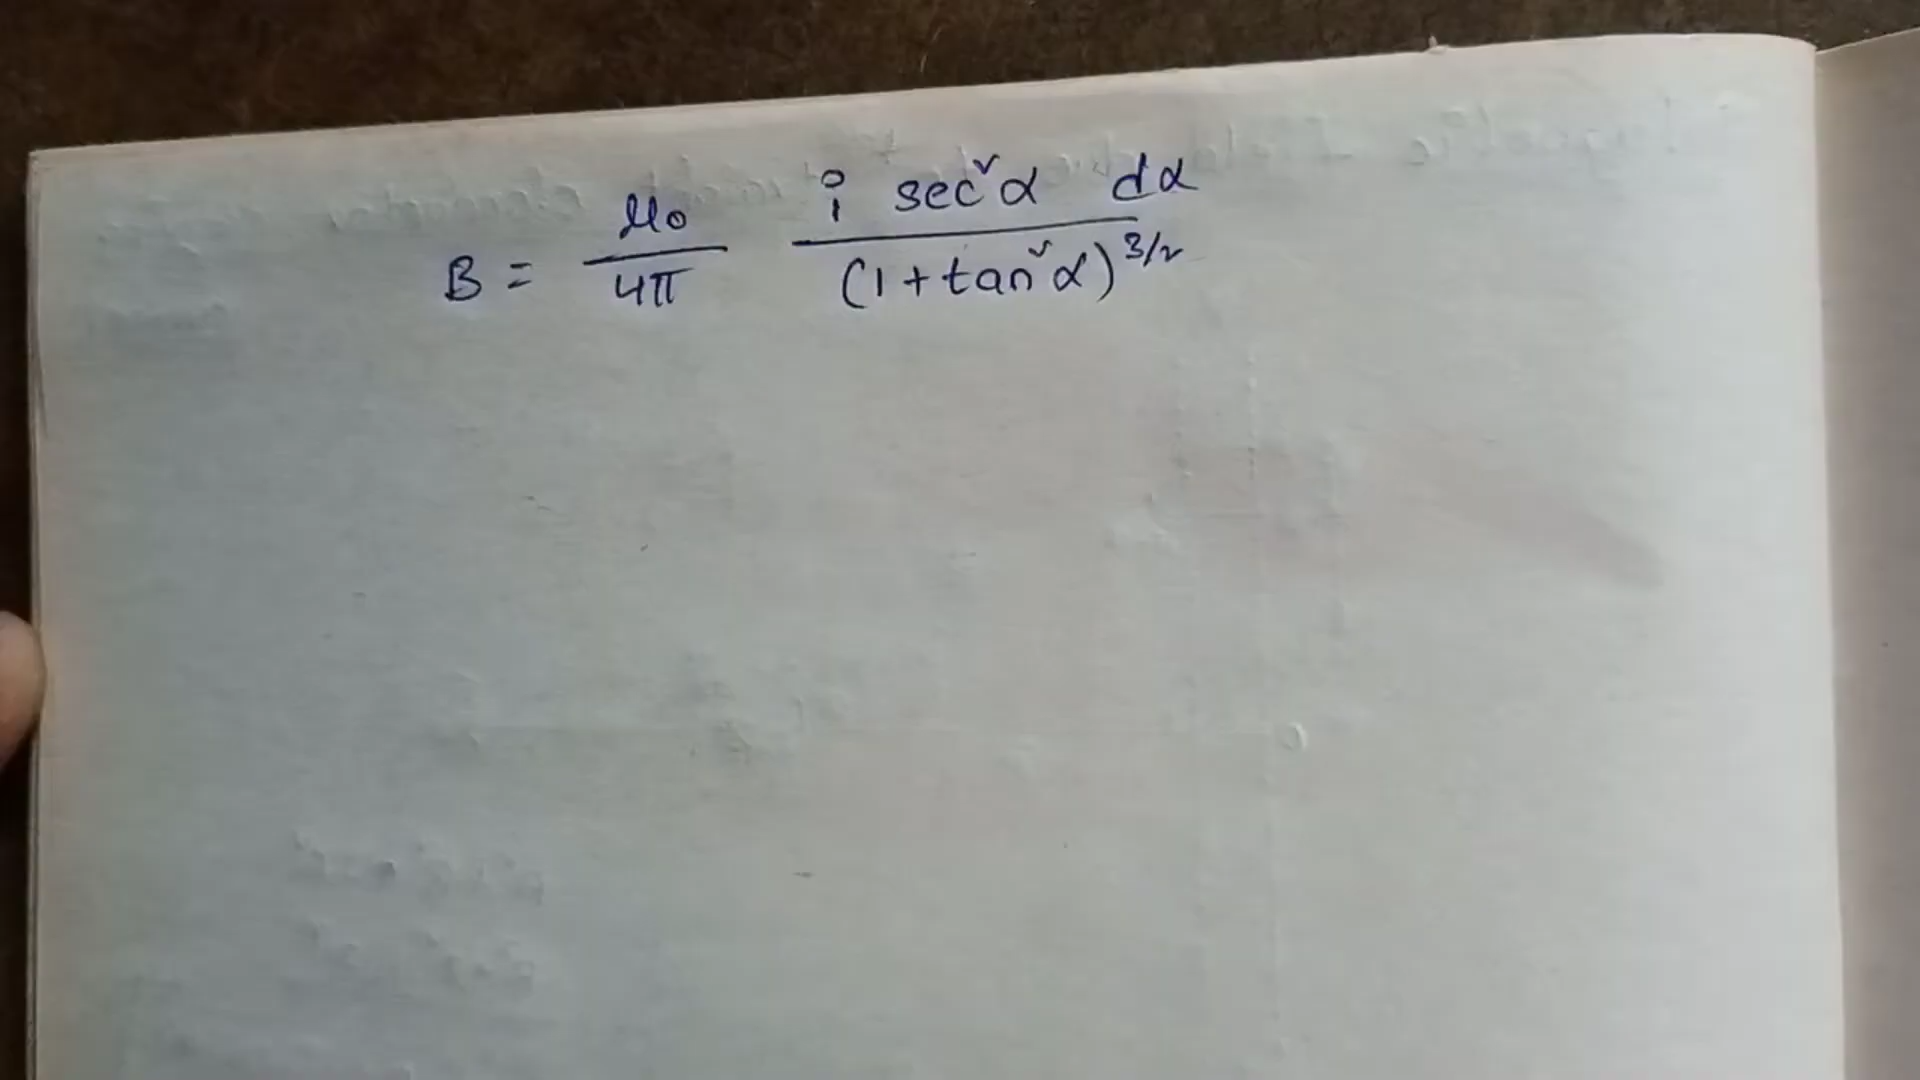 B = μ₀/4π i sec²α dα/(1+tan²α)^3/2